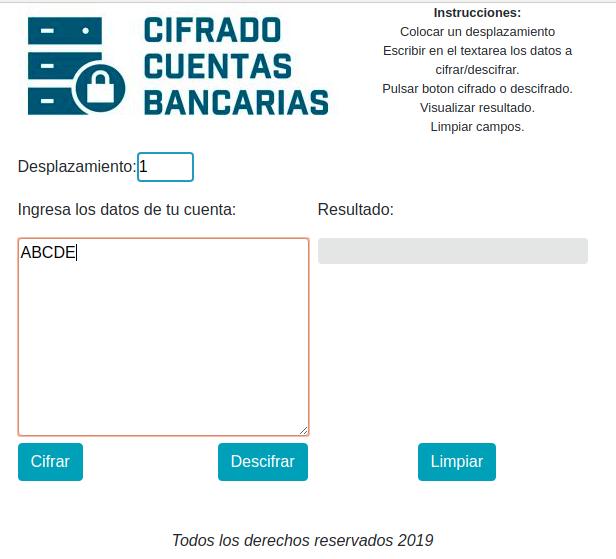 CIFRADO
CUENTAS
BANCARIAS
Instrucciones:
Colocar un desplazamiento
Escribir en el textarea los datos a
cifrar/descifrar.
Pulsar boton cifrado o descifrado.
Visualizar resultado.
Limpiar campos.
Desplazamiento: 1
Ingresa los datos de tu cuenta:
Resultado:
ABCDE
Cifrar
Descifrar
Limpiar
Todos los derechos reservados 2019